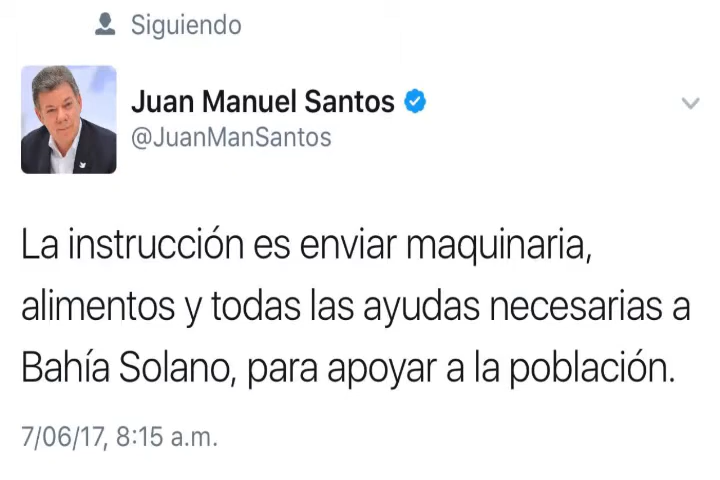 Siguiendo
Juan Manuel Santos
@JuanManSantos
La instrucción es enviar maquinaria,
alimentos y todas las ayudas necesarias a
Bahía Solano, para apoyar a la población.
7/06/17, 8:15 a.m.